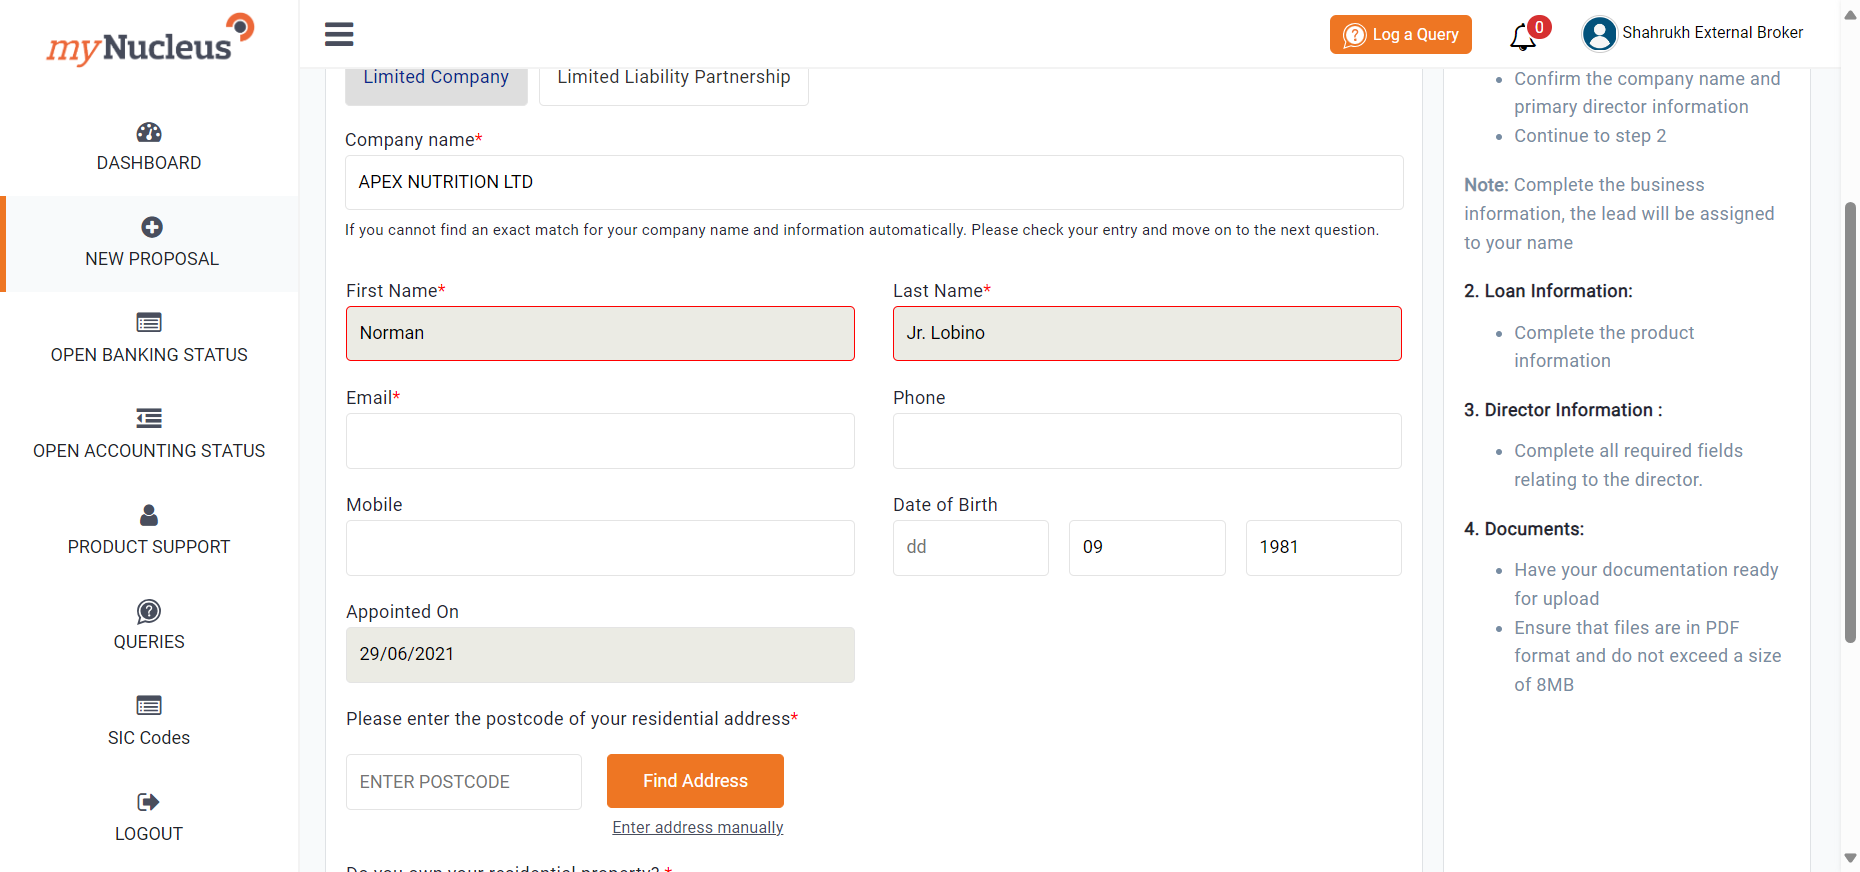 myNucleus
Log a Query
0
Shahrukh External Broker
DASHBOARD
NEW PROPOSAL
OPEN BANKING STATUS
OPEN ACCOUNTING STATUS
PRODUCT SUPPORT
QUERIES
SIC Codes
LOGOUT
Limited Company
Limited Liability Partnership
Company name*
APEX NUTRITION LTD
If you cannot find an exact match for your company name and information automatically. Please check your entry and move on to the next question.
First Name*
Last Name*
Norman
Jr. Lobino
Email*
Phone
Mobile
Date of Birth
dd
09
1981
Appointed On
29/06/2021
Please enter the postcode of your residential address*
ENTER POSTCODE
Find Address
Enter address manually
Do you own your residential property? *
Confirm the company name and
primary director information
Continue to step 2
Note: Complete the business
information, the lead will be assigned
to your name
2. Loan Information:
Complete the product
information
3. Director Information :
Complete all required fields
relating to the director.
4. Documents:
Have your documentation ready
for upload
Ensure that files are in PDF
format and do not exceed a size
of 8MB